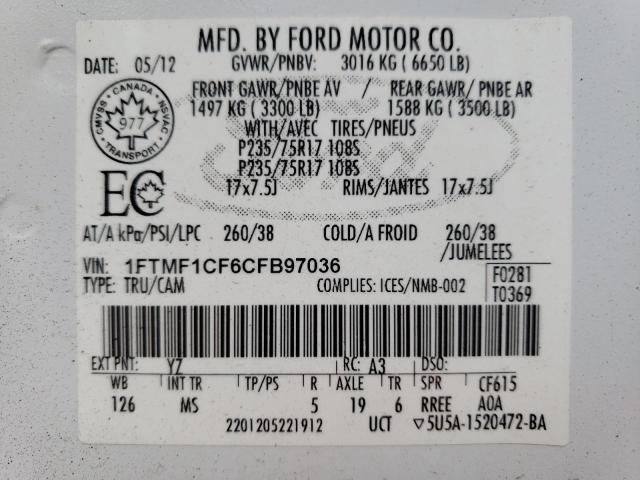 MFD. BY FORD MOTOR CO.
DATE: 05/12 GVWR/PNBV: 3016 KG ( 6650 LB)
FRONT GAWR/PNBE AV / REAR GAWR/ PNBE AR
1497 KG ( 3300 LB) 1588 KG ( 3500 LB)
CMVSS CANADA NSVAC
977
TRANSPORT
WITH/AVEC TIRES/PNEUS
P235/75R17 108S
P235/75R17 108S
EC 17x7.5J RIMS/JANTES 17x7.5J
AT/A kPa/PSI/LPC 260/38 COLD/A FROID 260/38
/JUMELEES
VIN: 1FTMF1CF6CFB97036
TYPE: TRU/CAM COMPLIES: ICES/NMB-002
F0281
T0369
EXT PNT: YZ RC: A3 DSO:
WB INT TR TP/PS R AXLE TR SPR CF615
126 MS 5 19 6 RREE A0A
2201205221912 UCT ▽5U5A-1520472-BA